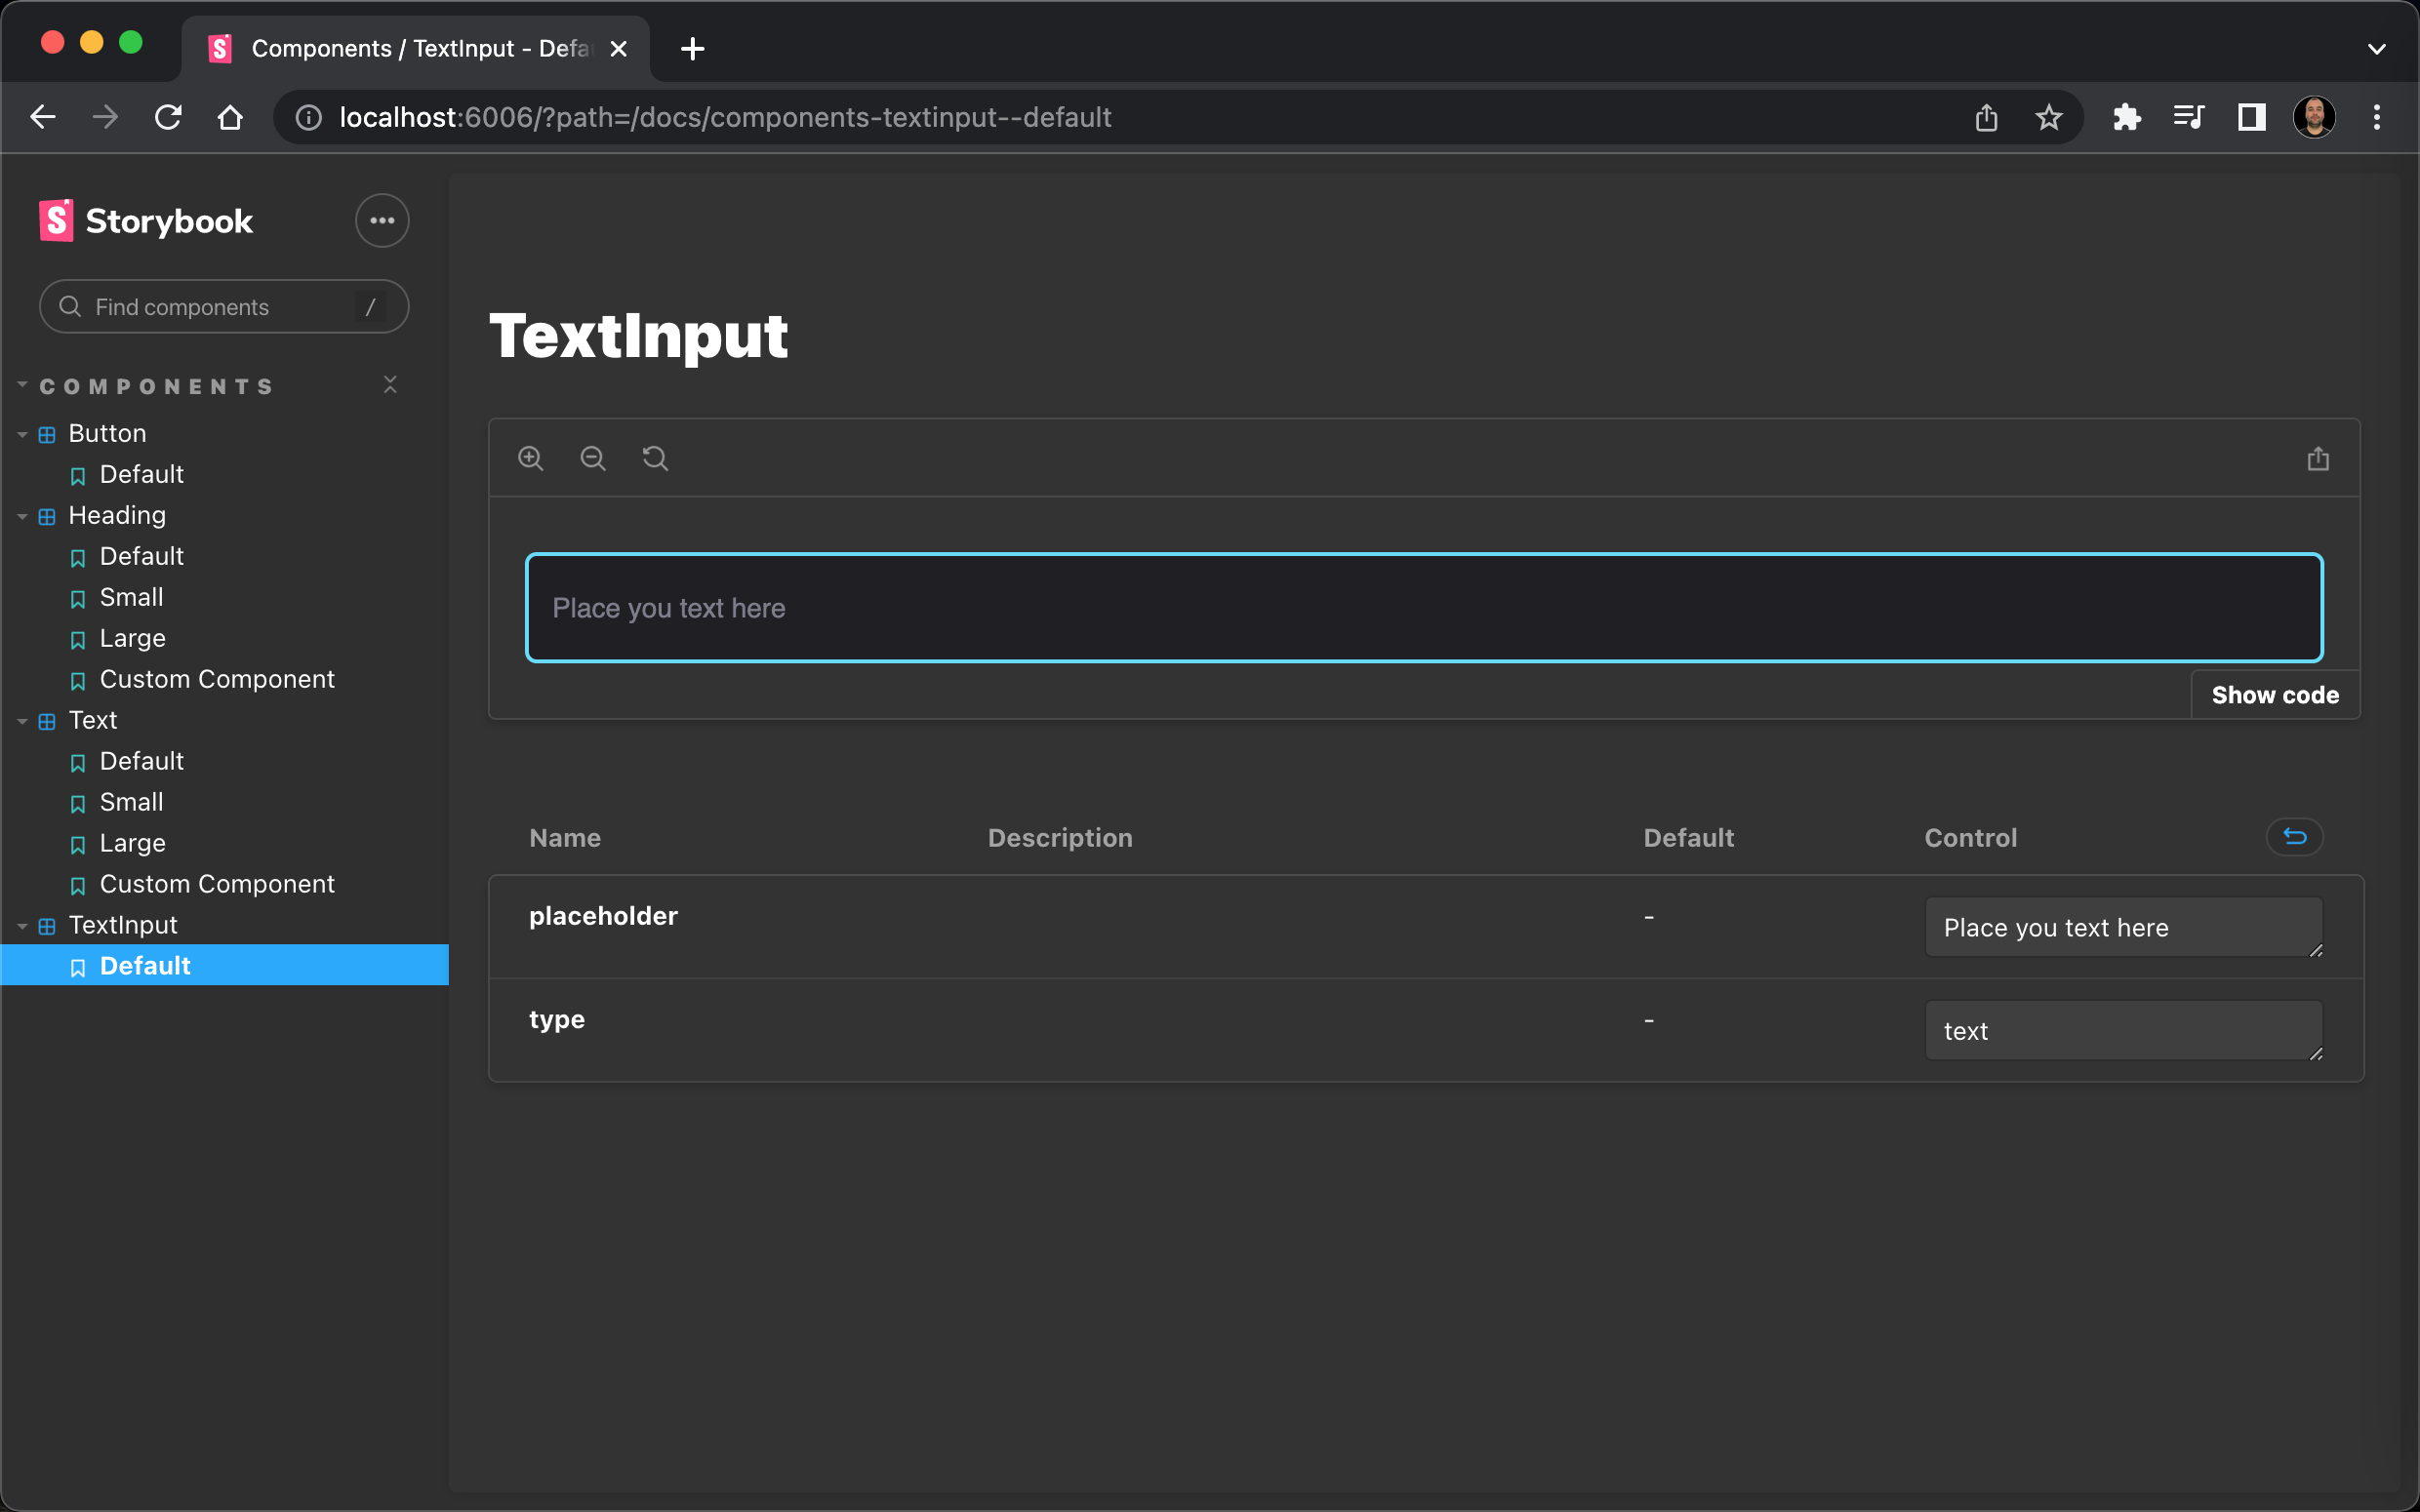 Components / TextInput - Defa
localhost:6006/?path=/docs/components-textinput--default
Storybook
Find components /
COMPONENTS
Button
Default
Heading
Default
Small
Large
Custom Component
Text
Default
Small
Large
Custom Component
TextInput
Default
TextInput
Place you text here
Show code
Name Description Default Control
placeholder - Place you text here
type - text